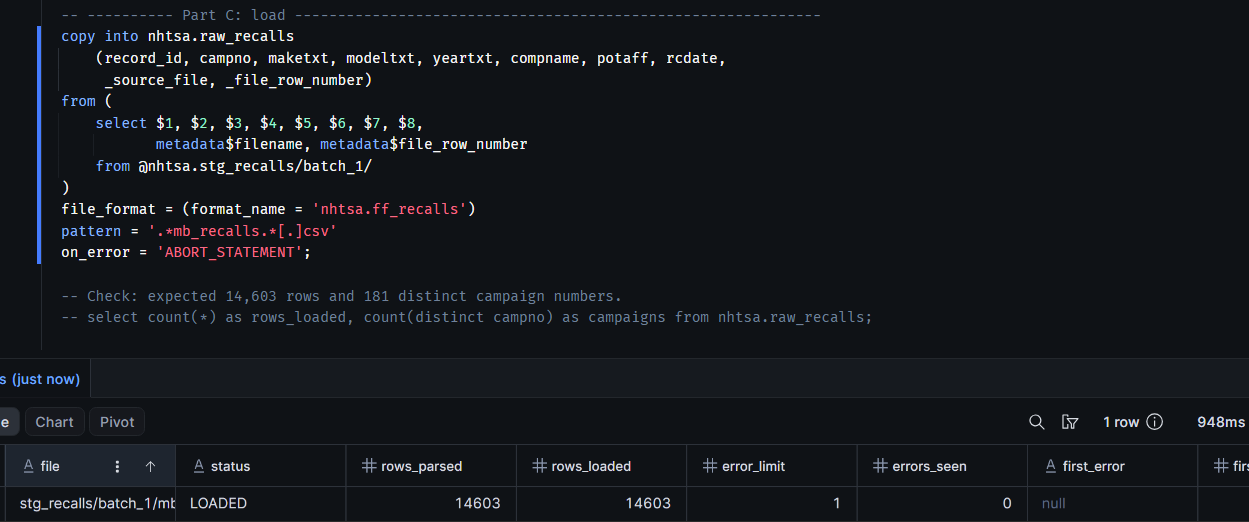 -- ---------- Part C: load -------------------------------------------------------------
copy into nhtsa.raw_recalls
(record_id, campno, maketxt, modeltxt, yeartxt, compname, potaff, rcdate,
_source_file, _file_row_number)
from (
select $1, $2, $3, $4, $5, $6, $7, $8,
metadata$filename, metadata$file_row_number
from @nhtsa.stg_recalls/batch_1/
)
file_format = (format_name = 'nhtsa.ff_recalls')
pattern = '.*mb_recalls.*[.]csv'
on_error = 'ABORT_STATEMENT';
-- Check: expected 14,603 rows and 181 distinct campaign numbers.
-- select count(*) as rows_loaded, count(distinct campno) as campaigns from nhtsa.raw_recalls;
s (just now)
e Chart Pivot 1 row 948ms
file status rows_parsed rows_loaded error_limit errors_seen first_error firs
stg_recalls/batch_1/mb LOADED 14603 14603 1 0 null